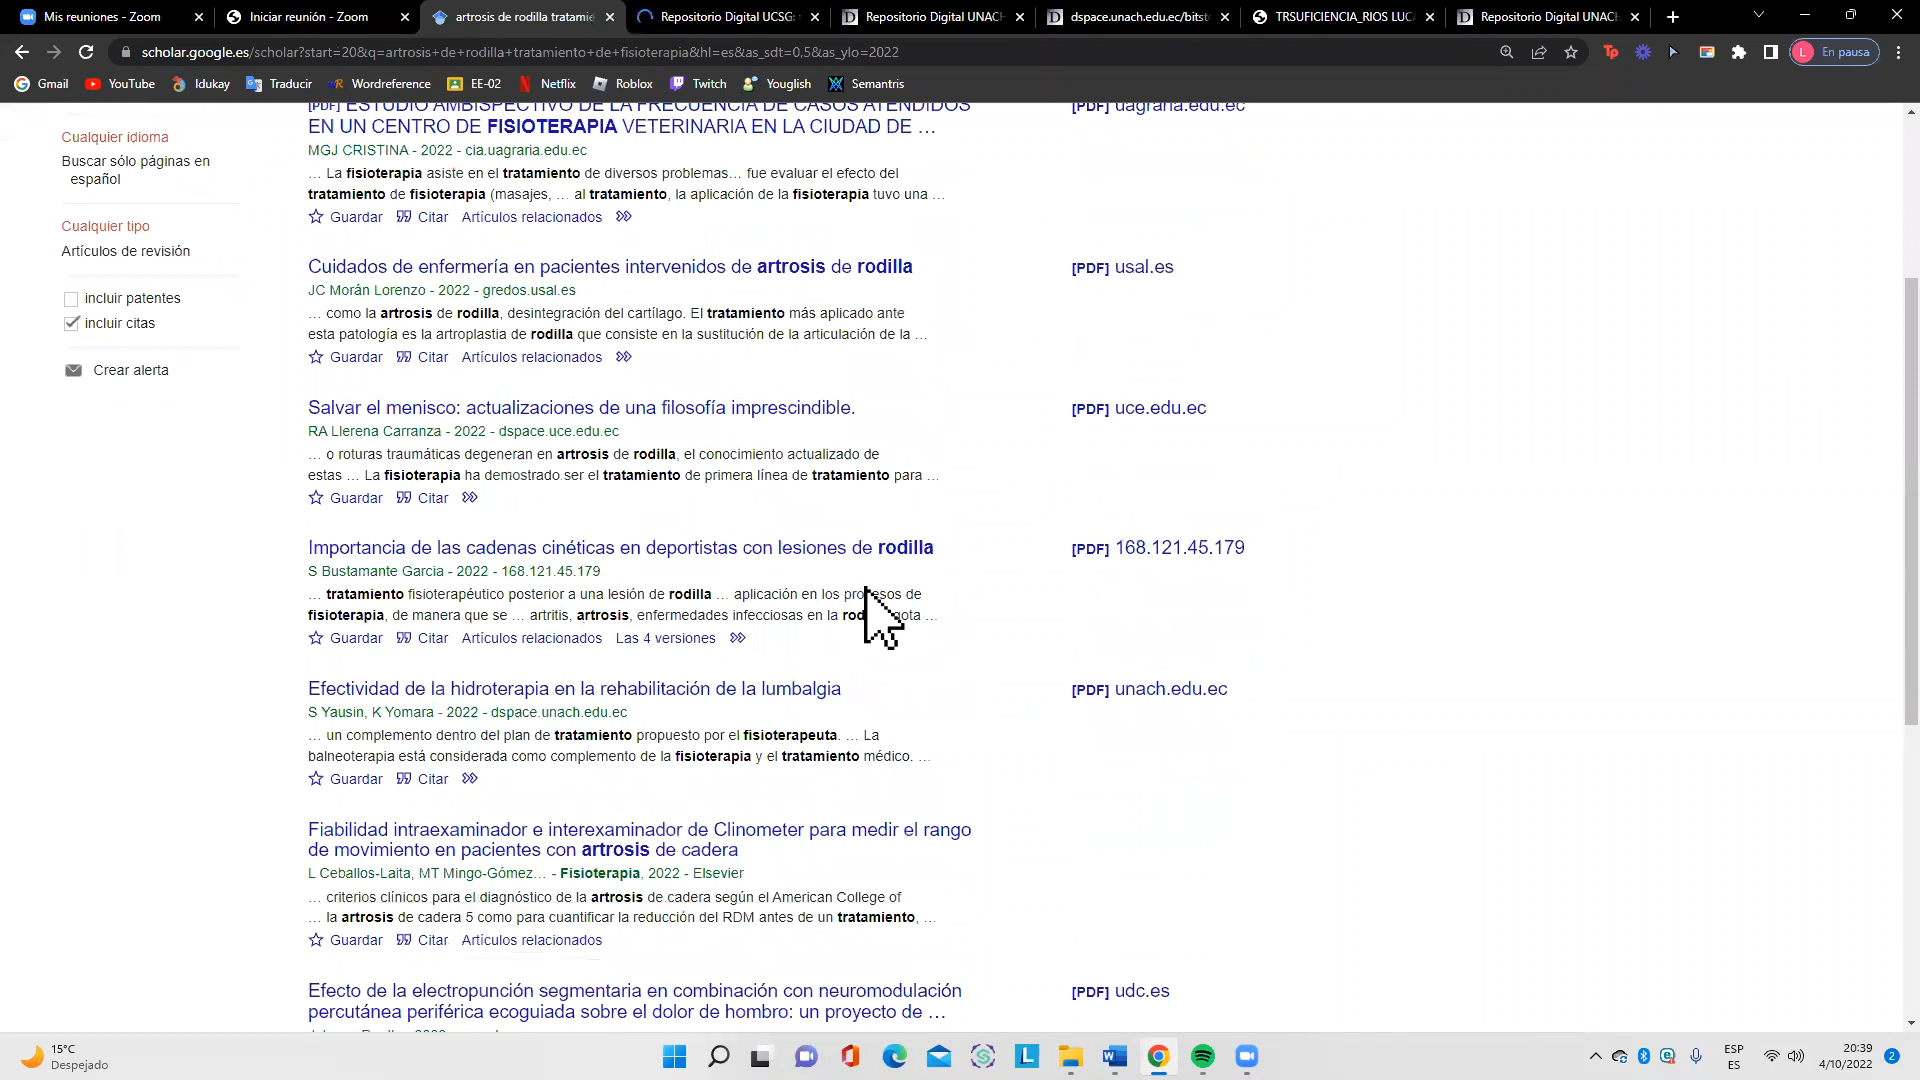 Mis reuniones - Zoom
Iniciar reunión - Zoom
artrosis de rodilla tratamie
Repositorio Digital UCSG:
Repositorio Digital UNACH
dspace.unach.edu.ec/bitst
TRSUFICIENCIA_RIOS LUC
Repositorio Digital UNACH
scholar.google.es/scholar?start=20&q=artrosis+de+rodilla+tratamiento+de+fisioterapia&hl=es&as_sdt=0,5&as_ylo=2022
L En pausa
Gmail YouTube Idukay Traducir Wordreference EE-02 Netflix Roblox Twitch Youglish Semantris
Cualquier idioma
Buscar sólo páginas en
español
Cualquier tipo
Artículos de revisión
incluir patentes
incluir citas
Crear alerta
[PDF] ESTUDIO AMBISPECTIVO DE LA FRECUENCIA DE CASOS ATENDIDOS
EN UN CENTRO DE FISIOTERAPIA VETERINARIA EN LA CIUDAD DE …
MGJ CRISTINA - 2022 - cia.uagraria.edu.ec
… La fisioterapia asiste en el tratamiento de diversos problemas… fue evaluar el efecto del
tratamiento de fisioterapia (masajes, … al tratamiento, la aplicación de la fisioterapia tuvo una …
Guardar Citar Artículos relacionados
[PDF] uagraria.edu.ec
Cuidados de enfermería en pacientes intervenidos de artrosis de rodilla
JC Morán Lorenzo - 2022 - gredos.usal.es
… como la artrosis de rodilla, desintegración del cartílago. El tratamiento más aplicado ante
esta patología es la artroplastia de rodilla que consiste en la sustitución de la articulación de la …
Guardar Citar Artículos relacionados
[PDF] usal.es
Salvar el menisco: actualizaciones de una filosofía imprescindible.
RA Llerena Carranza - 2022 - dspace.uce.edu.ec
… o roturas traumáticas degeneran en artrosis de rodilla, el conocimiento actualizado de
estas … La fisioterapia ha demostrado ser el tratamiento de primera línea de tratamiento para …
Guardar Citar
[PDF] uce.edu.ec
Importancia de las cadenas cinéticas en deportistas con lesiones de rodilla
S Bustamante Garcia - 2022 - 168.121.45.179
… tratamiento fisioterapéutico posterior a una lesión de rodilla … aplicación en los procesos de
fisioterapia, de manera que se … artritis, artrosis, enfermedades infecciosas en la rod gota …
Guardar Citar Artículos relacionados Las 4 versiones
[PDF] 168.121.45.179
Efectividad de la hidroterapia en la rehabilitación de la lumbalgia
S Yausin, K Yomara - 2022 - dspace.unach.edu.ec
… un complemento dentro del plan de tratamiento propuesto por el fisioterapeuta. … La
balneoterapia está considerada como complemento de la fisioterapia y el tratamiento médico. …
Guardar Citar
[PDF] unach.edu.ec
Fiabilidad intraexaminador e interexaminador de Clinometer para medir el rango
de movimiento en pacientes con artrosis de cadera
L Ceballos-Laita, MT Mingo-Gómez… - Fisioterapia, 2022 - Elsevier
… criterios clínicos para el diagnóstico de la artrosis de cadera según el American College of
… la artrosis de cadera 5 como para cuantificar la reducción del RDM antes de un tratamiento, …
Guardar Citar Artículos relacionados
Efecto de la electropunción segmentaria en combinación con neuromodulación
percutánea periférica ecoguiada sobre el dolor de hombro: un proyecto de …
[PDF] udc.es
15°C
Despejado
ESP
ES
20:39
4/10/2022
2